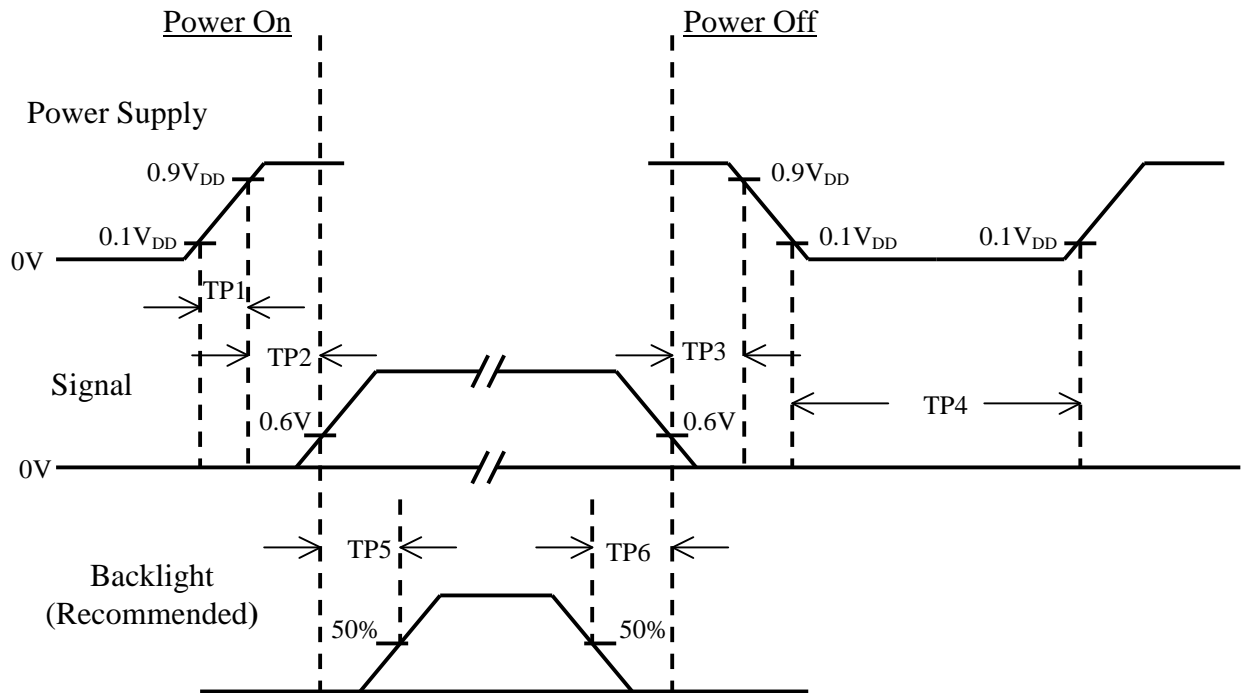 Power On
Power Off
Power Supply
0.9VDD
0.9VDD
0.1VDD
0.1VDD
0.1VDD
0V
TP1
TP2
TP3
TP4
Signal
0.6V
0.6V
0V
TP5
TP6
Backlight
(Recommended)
50%
50%